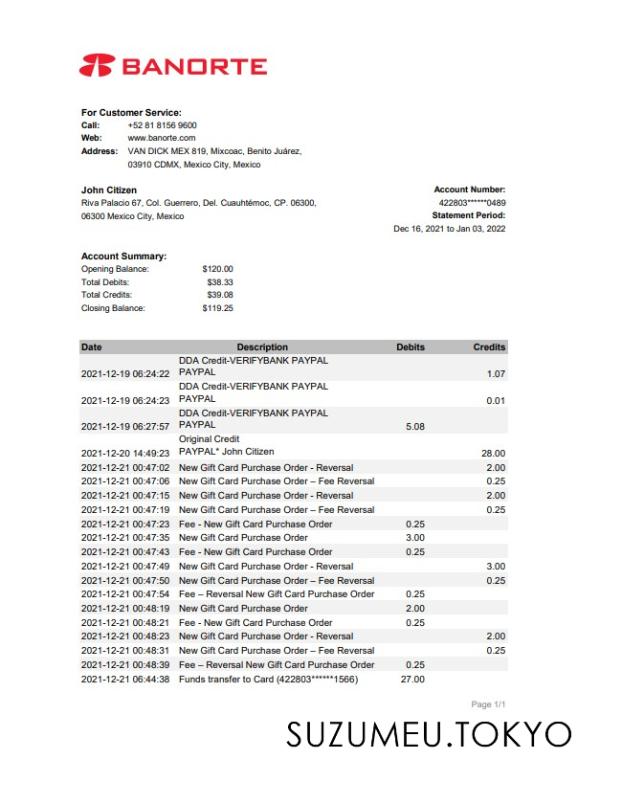 BANORTE
For Customer Service:
Call: +52 81 8156 9600
Web: www.banorte.com
Address: VAN DICK MEX 819, Mixcoac, Benito Juárez,
03910 CDMX, Mexico City, Mexico
John Citizen
Riva Palacio 67, Col. Guerrero, Del. Cuauhtémoc, CP. 06300,
06300 Mexico City, Mexico
Account Number:
422803******0489
Statement Period:
Dec 16, 2021 to Jan 03, 2022
Account Summary:
Opening Balance: $120.00
Total Debits: $38.33
Total Credits: $39.08
Closing Balance: $119.25
Date Description Debits Credits
DDA Credit-VERIFYBANK PAYPAL
2021-12-19 06:24:22 PAYPAL 1.07
DDA Credit-VERIFYBANK PAYPAL
2021-12-19 06:24:23 PAYPAL 0.01
DDA Credit-VERIFYBANK PAYPAL
2021-12-19 06:27:57 PAYPAL 5.08
Original Credit
2021-12-20 14:49:23 PAYPAL* John Citizen 28.00
2021-12-21 00:47:02 New Gift Card Purchase Order - Reversal 2.00
2021-12-21 00:47:06 New Gift Card Purchase Order – Fee Reversal 0.25
2021-12-21 00:47:15 New Gift Card Purchase Order - Reversal 2.00
2021-12-21 00:47:19 New Gift Card Purchase Order – Fee Reversal 0.25
2021-12-21 00:47:23 Fee - New Gift Card Purchase Order 0.25
2021-12-21 00:47:35 New Gift Card Purchase Order 3.00
2021-12-21 00:47:43 Fee - New Gift Card Purchase Order 0.25
2021-12-21 00:47:49 New Gift Card Purchase Order - Reversal 3.00
2021-12-21 00:47:50 New Gift Card Purchase Order – Fee Reversal 0.25
2021-12-21 00:47:54 Fee – Reversal New Gift Card Purchase Order 0.25
2021-12-21 00:48:19 New Gift Card Purchase Order 2.00
2021-12-21 00:48:21 Fee - New Gift Card Purchase Order 0.25
2021-12-21 00:48:23 New Gift Card Purchase Order - Reversal 2.00
2021-12-21 00:48:31 New Gift Card Purchase Order – Fee Reversal 0.25
2021-12-21 00:48:39 Fee – Reversal New Gift Card Purchase Order 0.25
2021-12-21 06:44:38 Funds transfer to Card (422803******1566) 27.00
Page 1/1
SUZUMEU.TOKYO